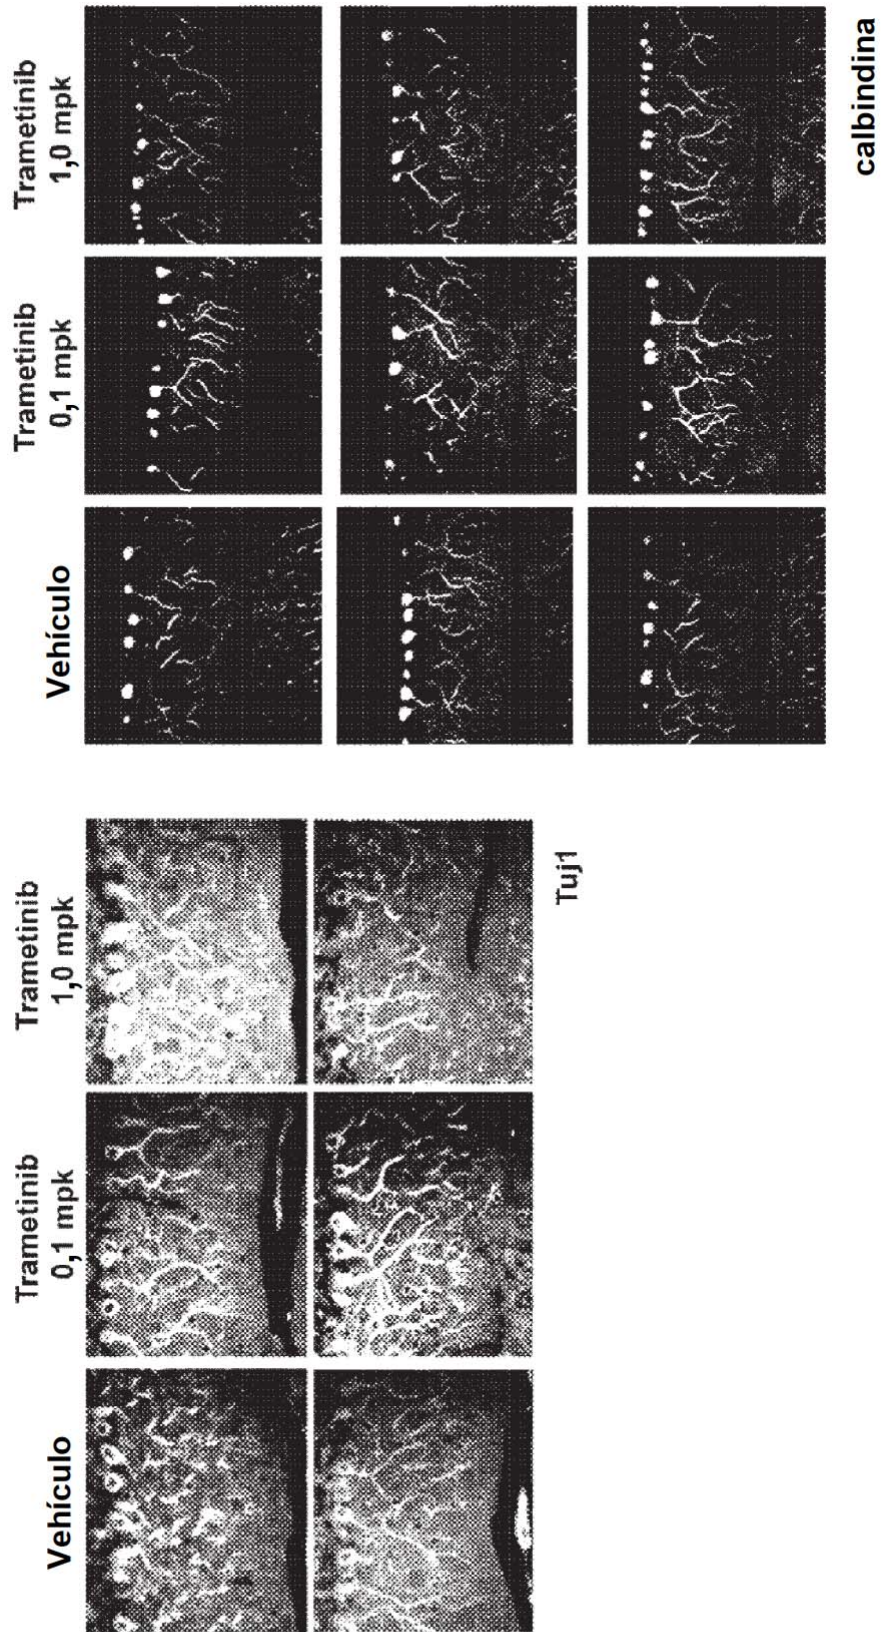 Vehículo
Trametinib
0,1 mpk
Trametinib
1,0 mpk
Tuj1
Vehículo
Trametinib
0,1 mpk
Trametinib
1,0 mpk
calbindina